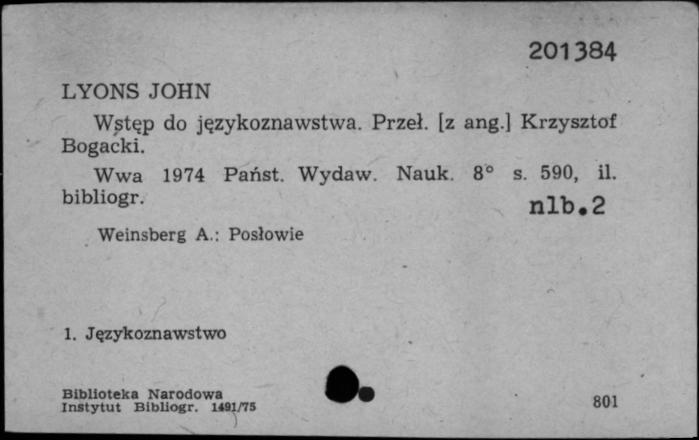 201384
LYONS JOHN
Wstęp do językoznawstwa. Przeł. [z ang.] Krzysztof
Bogacki.
Wwa 1974 Państ. Wydaw. Nauk. 8° s. 590, il.
bibliogr.
nlb.2
Weinsberg A.: Posłowie
1. Językoznawstwo
Biblioteka Narodowa
Instytut Bibliogr. 1491/75
801